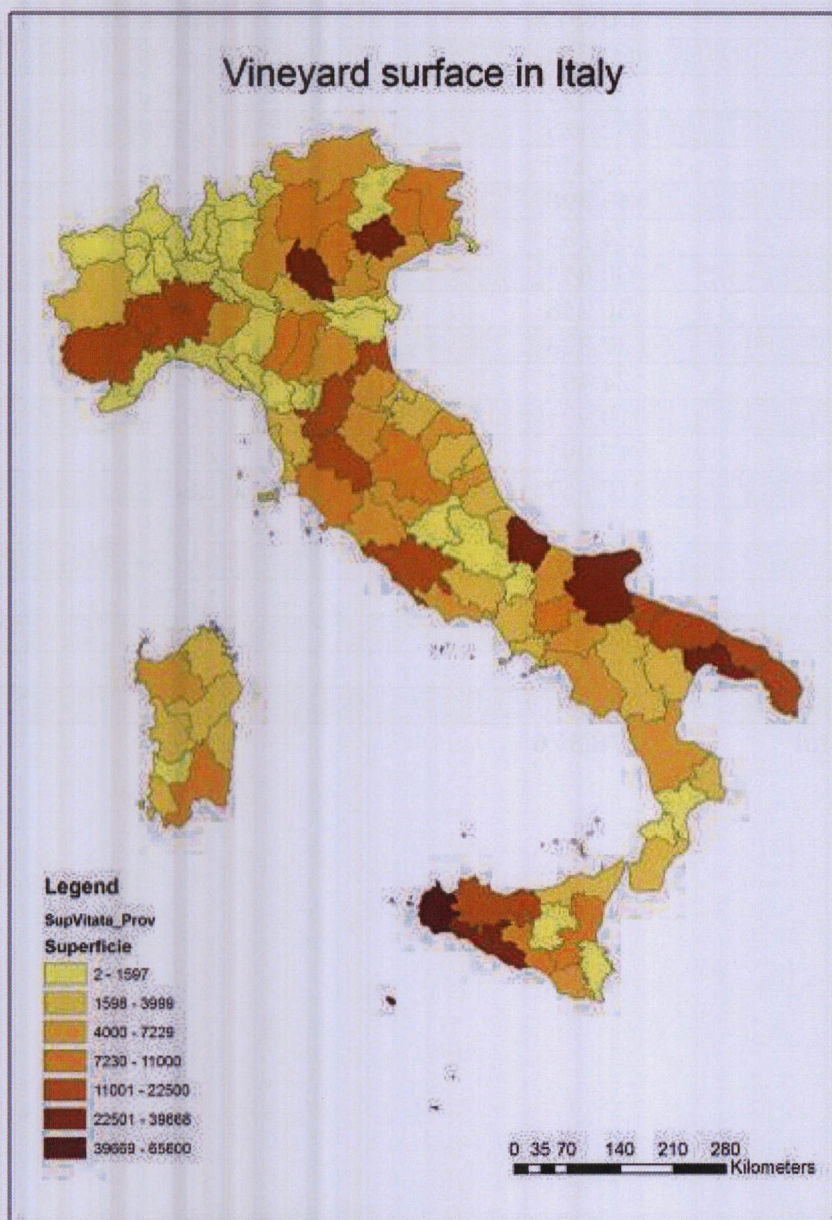 Vineyard surface in Italy
Legend
SupVitata_Prov
Superficie
2 - 1597
1598 - 3999
4000 - 7229
7230 - 11000
11001 - 22500
22501 - 39668
39669 - 65600
0 35 70 140 210 280
Kilometers